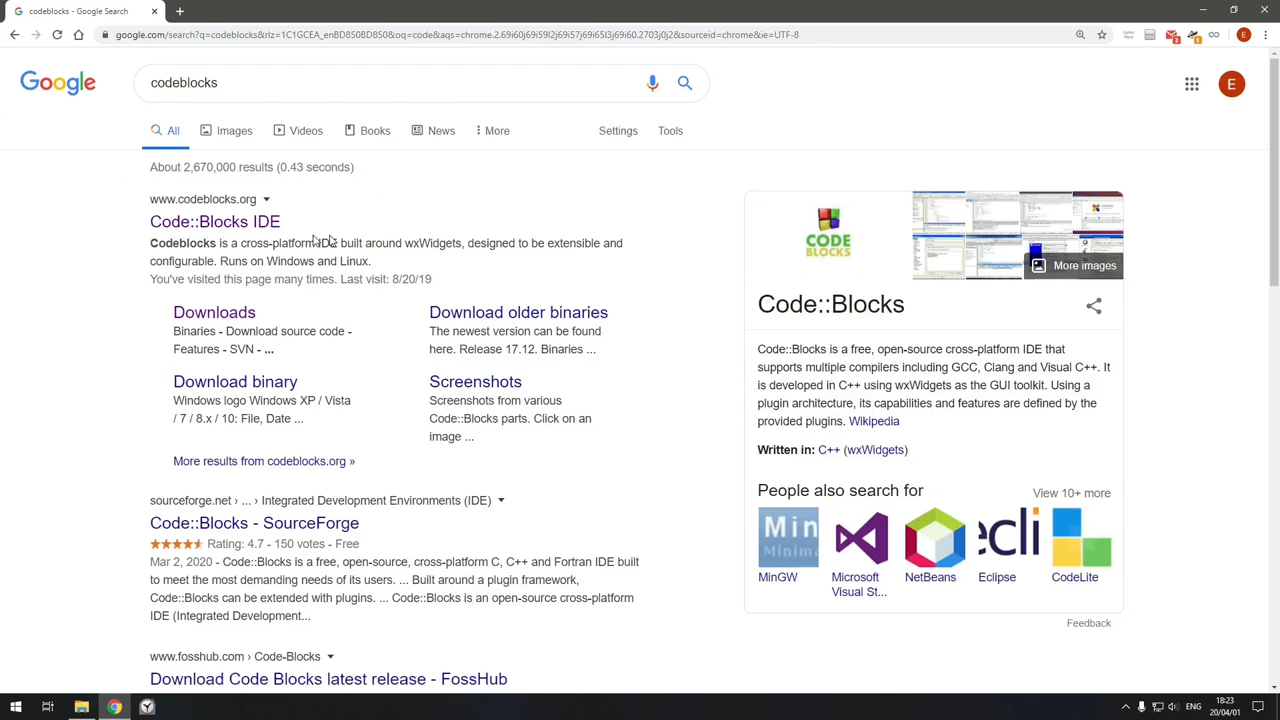 codeblocks - Google Search
google.com/search?q=codeblocks&rlz=1C1GCEA_enBD850BD850&oq=code&aqs=chrome.2.69i60j69i59l2j69i57j69i65l3j69i60.2703j0j2&sourceid=chrome&ie=UTF-8
E
Google
codeblocks
E
All Images Videos Books News More Settings Tools
About 2,670,000 results (0.43 seconds)
www.codeblocks.org
Code::Blocks IDE
Codeblocks is a cross-platform IDE built around wxWidgets, designed to be extensible and
configurable. Runs on Windows and Linux.
You've visited this page many times. Last visit: 8/20/19
Downloads
Binaries - Download source code -
Features - SVN - ...
Download older binaries
The newest version can be found
here. Release 17.12. Binaries ...
Download binary
Windows logo Windows XP / Vista
/ 7 / 8.x / 10: File, Date ...
Screenshots
Screenshots from various
Code::Blocks parts. Click on an
image ...
More results from codeblocks.org »
sourceforge.net › ... › Integrated Development Environments (IDE)
Code::Blocks - SourceForge
Rating: 4.7 - 150 votes - Free
Mar 2, 2020 - Code::Blocks is a free, open-source, cross-platform C, C++ and Fortran IDE built
to meet the most demanding needs of its users. ... Built around a plugin framework,
Code::Blocks can be extended with plugins. ... Code::Blocks is an open-source cross-platform
IDE (Integrated Development...
www.fosshub.com › Code-Blocks
Download Code Blocks latest release - FossHub
CODE
BLOCKS
More images
Code::Blocks
Code::Blocks is a free, open-source cross-platform IDE that
supports multiple compilers including GCC, Clang and Visual C++. It
is developed in C++ using wxWidgets as the GUI toolkit. Using a
plugin architecture, its capabilities and features are defined by the
provided plugins. Wikipedia
Written in: C++ (wxWidgets)
People also search for
View 10+ more
Min
Minima
ecli
MinGW
Microsoft
Visual St...
NetBeans
Eclipse
CodeLite
Feedback
ENG
18:23
20/04/01